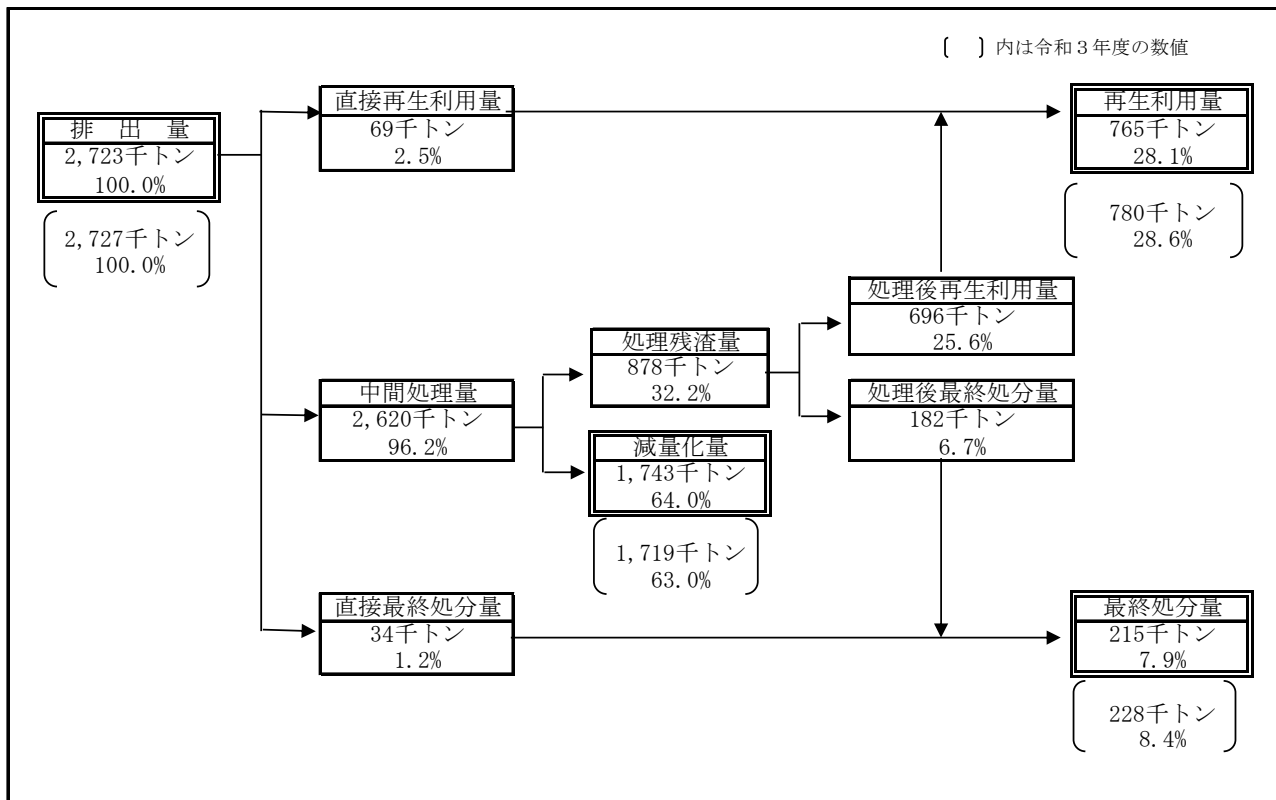 〔　〕内は令和３年度の数値
排　出　量
2,723千トン
100.0%
2,727千トン
100.0%
直接再生利用量
69千トン
2.5%
再生利用量
765千トン
28.1%
780千トン
28.6%
処理後再生利用量
696千トン
25.6%
処理残渣量
878千トン
32.2%
中間処理量
2,620千トン
96.2%
処理後最終処分量
182千トン
6.7%
減量化量
1,743千トン
64.0%
1,719千トン
63.0%
直接最終処分量
34千トン
1.2%
最終処分量
215千トン
7.9%
228千トン
8.4%